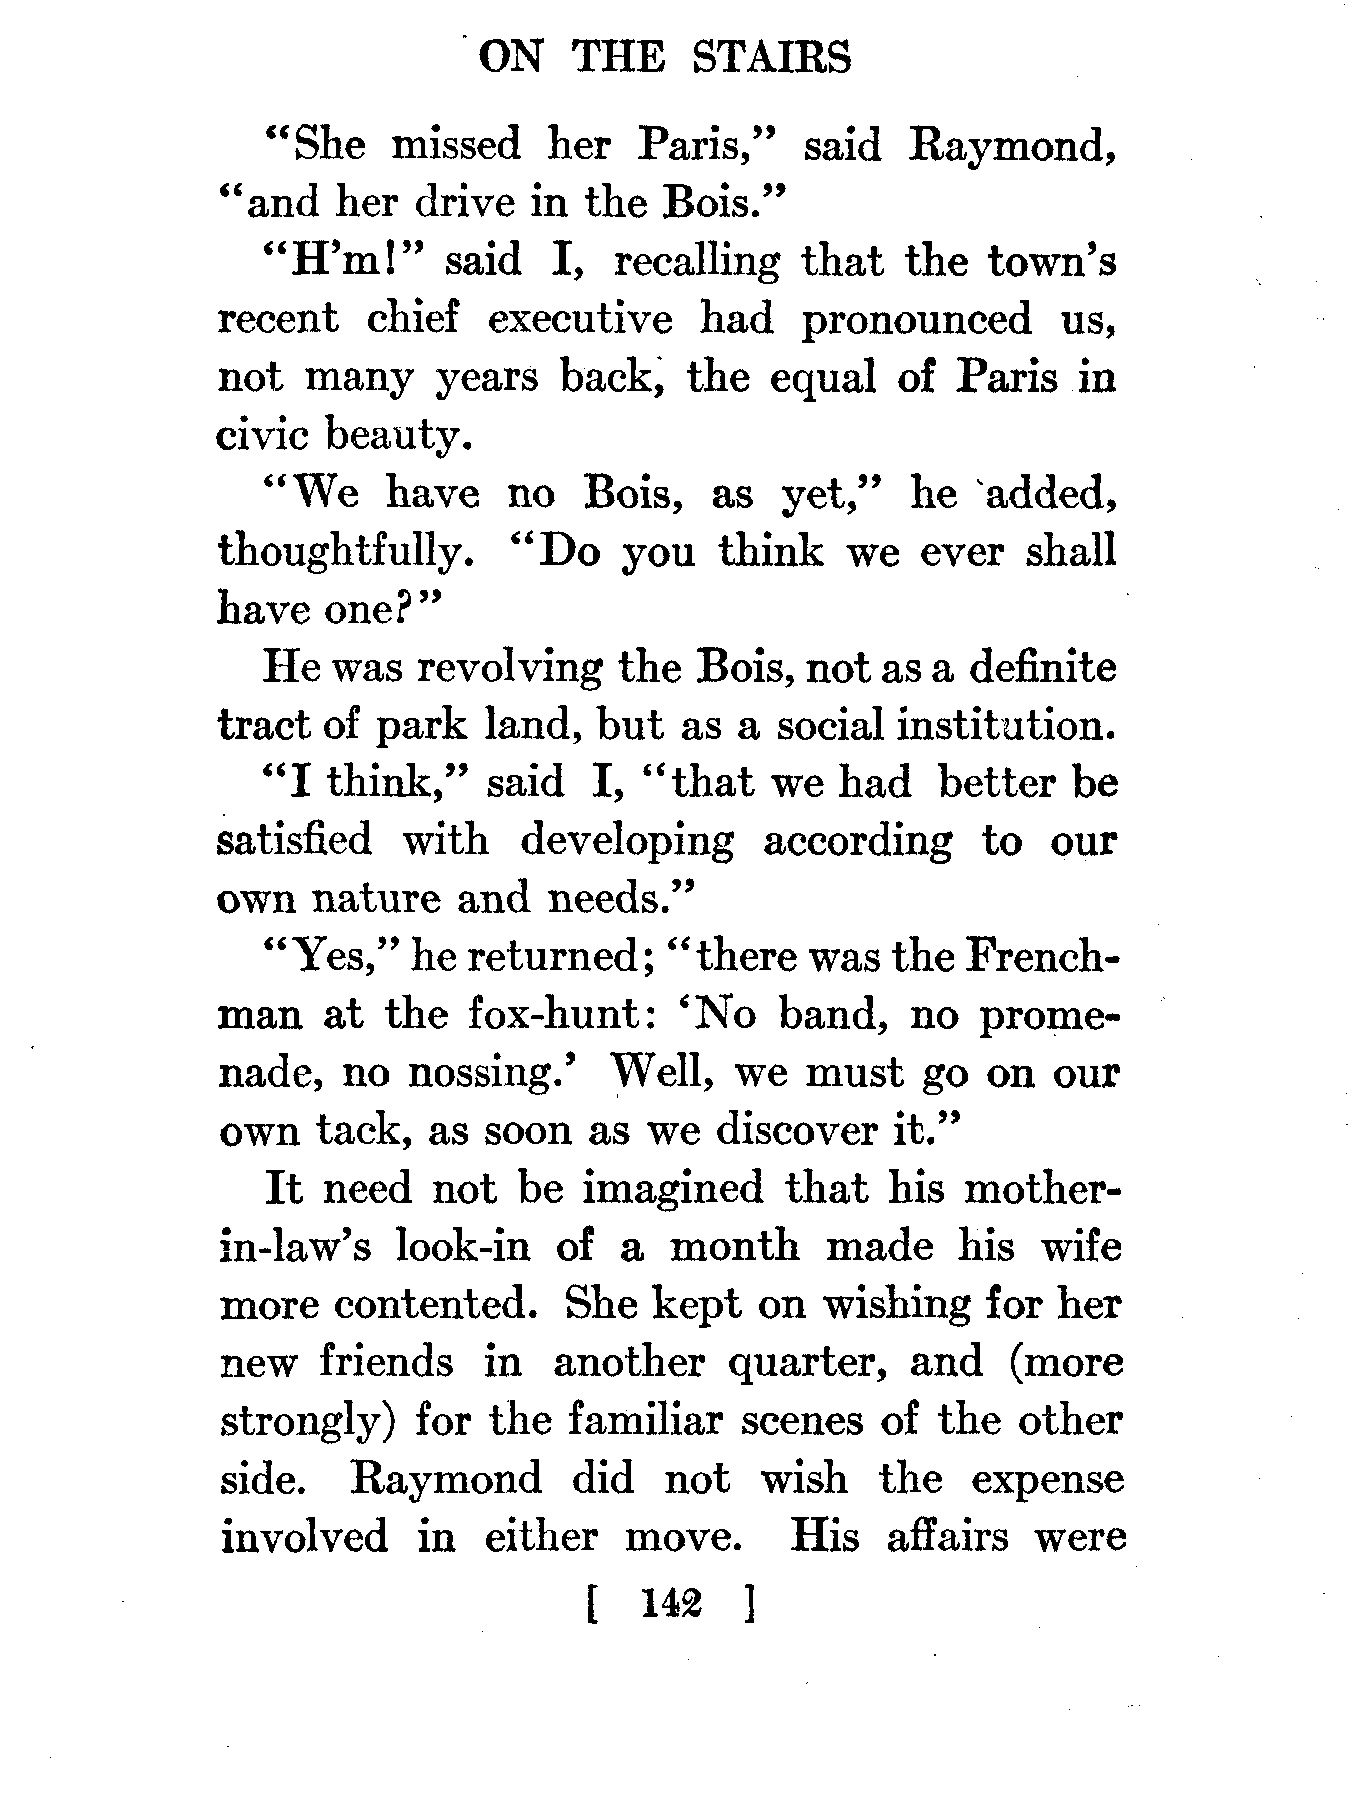 ON THE STAIRS
“She missed her Paris,” said Raymond,
“and her drive in the Bois.”
“H’m!” said I, recalling that the town’s
recent chief executive had pronounced us,
not many years back, the equal of Paris in
civic beauty.
“We have no Bois, as yet,” he added,
thoughtfully. “Do you think we ever shall
have one?”
He was revolving the Bois, not as a definite
tract of park land, but as a social institution.
“I think,” said I, “that we had better be
satisfied with developing according to our
own nature and needs.”
“Yes,” he returned; “there was the French-
man at the fox-hunt: ‘No band, no prome-
nade, no nossing.’ Well, we must go on our
own tack, as soon as we discover it.”
It need not be imagined that his mother-
in-law’s look-in of a month made his wife
more contented. She kept on wishing for her
new friends in another quarter, and (more
strongly) for the familiar scenes of the other
side. Raymond did not wish the expense
involved in either move. His affairs were
[ 142 ]